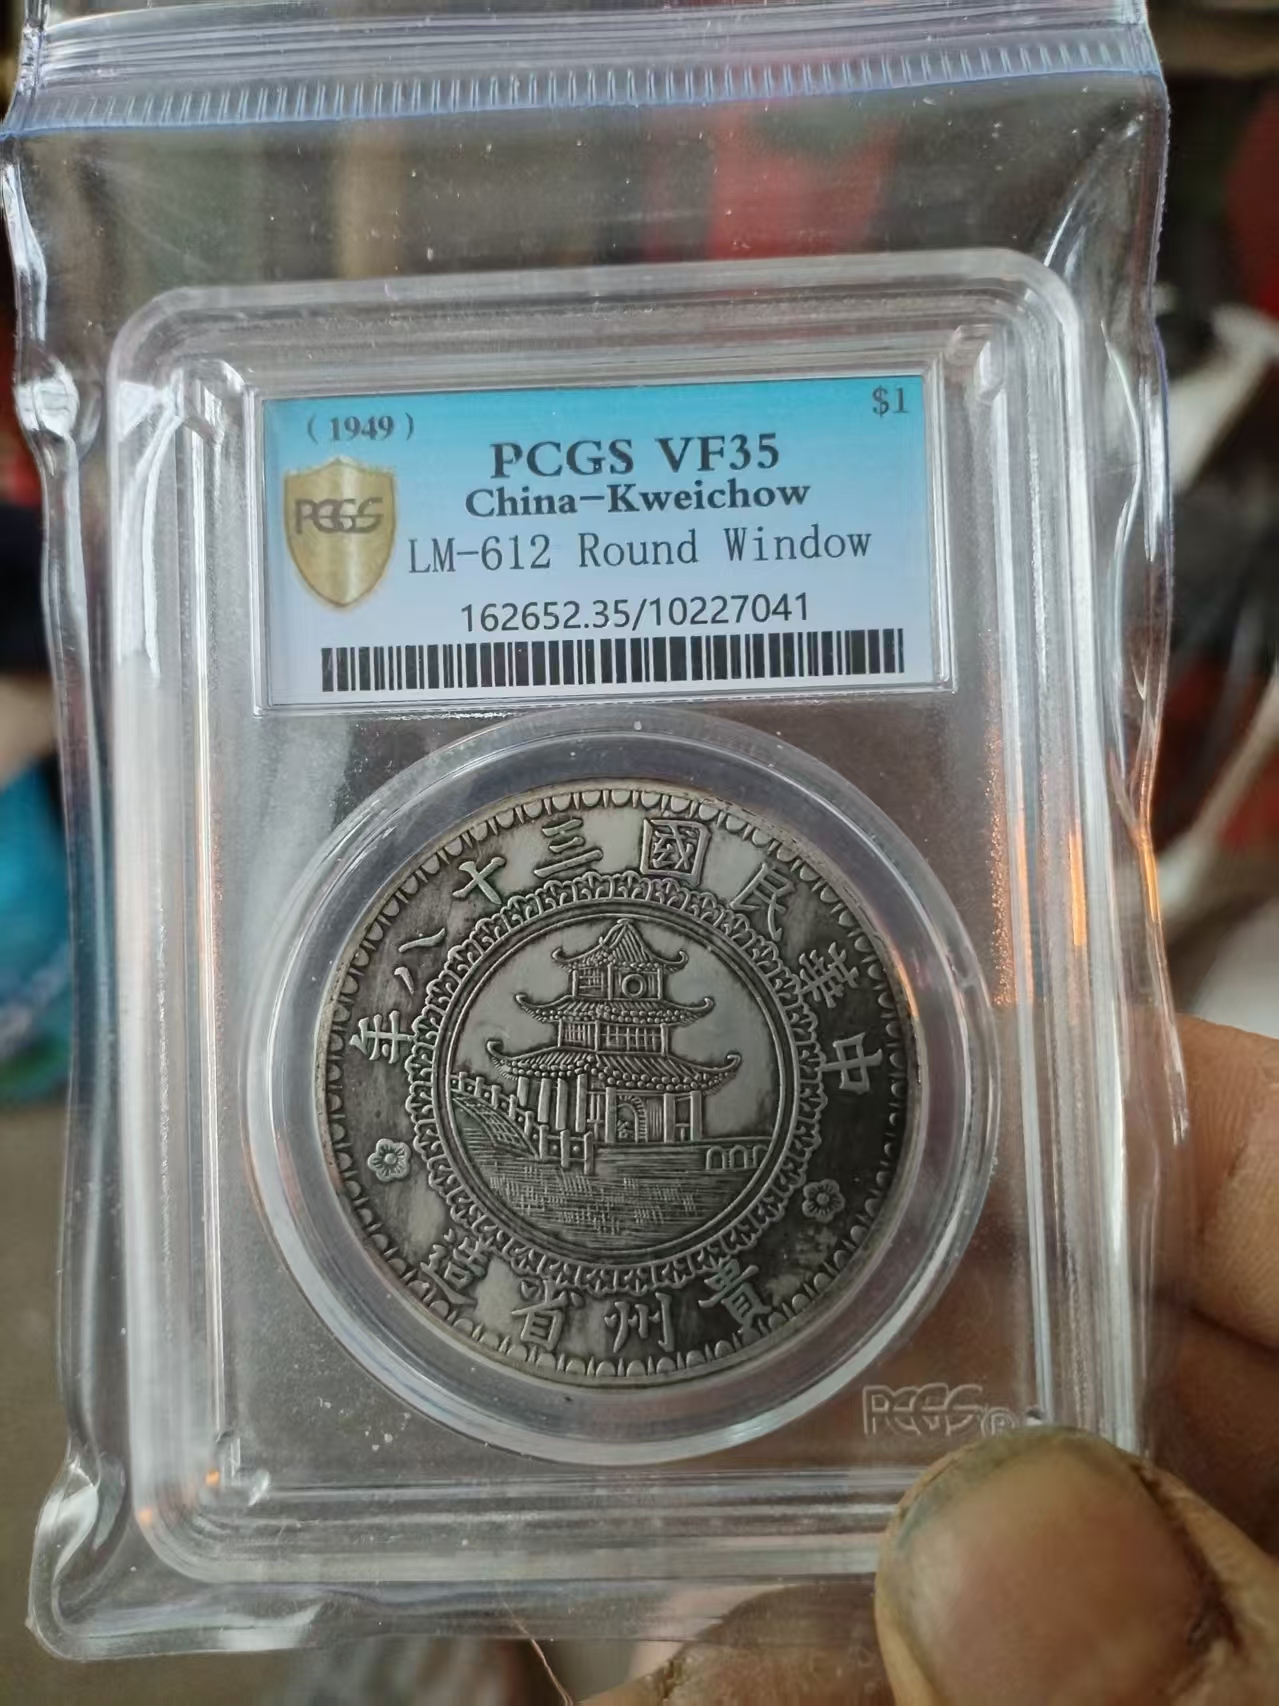 (1949)
$1
PCGS VF35
China-Kweichow
PCGS
LM-612 Round Window
162652.35/10227041
中華民國三十八年
貴州省造
PCGS®